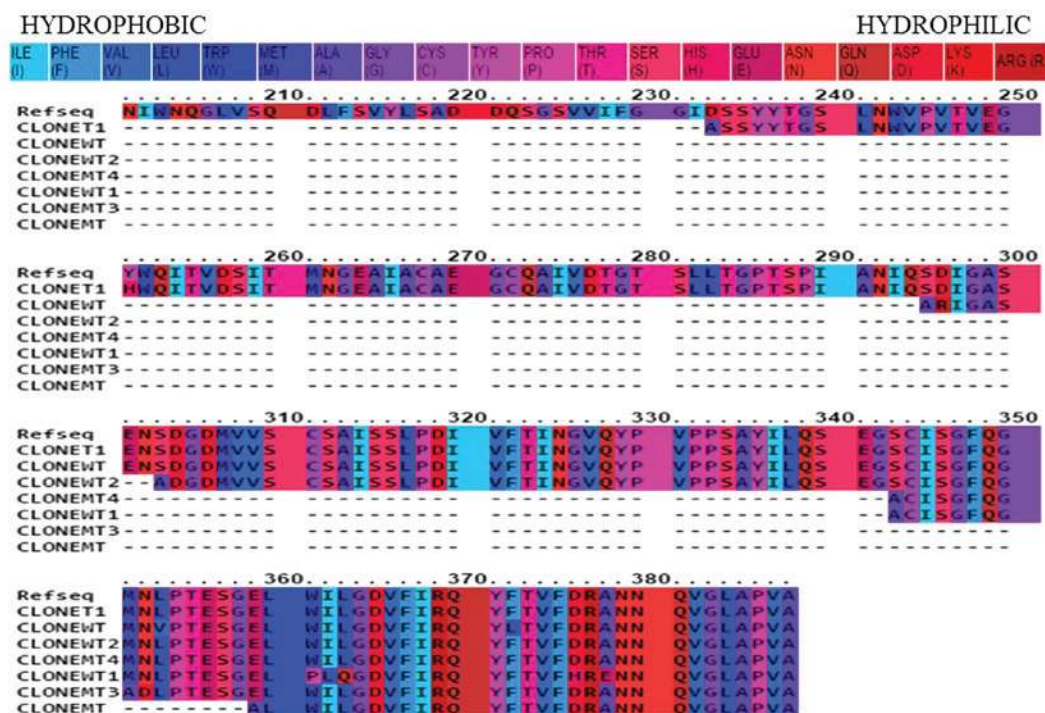 HYDROPHOBIC HYDROPHILIC
ILE PHE VAL LEU TRP MET ALA GLY CYS TYR PRO THR SER HIS GLU ASN GLN ASP LYS ARG (R)
(I) (F) (V) (L) (W) (M) (A) (G) (C) (Y) (P) (T) (S) (H) (E) (N) (Q) (D) (K)
210 220 230 240 250
Refseq NIWNQGLVSQ DLFSVYLSAD DQSGSVVIFG GIDSSYYTGS LNWVPVTVEG
CLONET1 ---------- ---------- ---------- --ASSYYTGS LNWVPVTVEG
CLONEWT ---------- ---------- ---------- ---------- ----------
CLONEWT2 ---------- ---------- ---------- ---------- ----------
CLONEMT4 ---------- ---------- ---------- ---------- ----------
CLONEWT1 ---------- ---------- ---------- ---------- ----------
CLONEMT3 ---------- ---------- ---------- ---------- ----------
CLONEMT ---------- ---------- ---------- ---------- ----------
260 270 280 290 300
Refseq YWQITVDSIT MNGEAIACAE GCQAIVDTGT SLLTGPTSPI ANIQSDIGAS
CLONET1 HWQITVDSIT MNGEAIACAE GCQAIVDTGT SLLTGPTSPI ANIQSDIGAS
CLONEWT ---------- ---------- ---------- ---------- ----ARIGAS
CLONEWT2 ---------- ---------- ---------- ---------- ----------
CLONEMT4 ---------- ---------- ---------- ---------- ----------
CLONEWT1 ---------- ---------- ---------- ---------- ----------
CLONEMT3 ---------- ---------- ---------- ---------- ----------
CLONEMT ---------- ---------- ---------- ---------- ----------
310 320 330 340 350
Refseq ENSDGDMVVS CSAISSLPDI VFTINGVQYP VPPSAYILQS EGSCISGFQG
CLONET1 ENSDGDMVVS CSAISSLPDI VFTINGVQYP VPPSAYILQS EGSCISGFQG
CLONEWT ENSDGDMVVS CSAISSLPDI VFTINGVQYP VPPSAYILQS EGSCISGFQG
CLONEWT2 --ADGDMVVS CSAISSLPDI VFTINGVQYP VPPSAYILQS EGSCISGFQG
CLONEMT4 ---------- ---------- ---------- ---------- --ACISGFQG
CLONEWT1 ---------- ---------- ---------- ---------- --ACISGFQG
CLONEMT3 ---------- ---------- ---------- ---------- ----------
CLONEMT ---------- ---------- ---------- ---------- ----------
360 370 380
Refseq MNLPTESGEL WILGDVFIRQ YFTVFDRANN QVGLAPVA
CLONET1 MNLPTESGEL WILGDVFIRQ YFTVFDRANN QVGLAPVA
CLONEWT MNVPTESGEL WILGDVFIRQ YLTVFDRANN QVGLAPVA
CLONEWT2 MNLPTESGEL WILGDVFIRQ YFTVFDRANN QVGLAPVA
CLONEMT4 MNLPTESGEL WILGDVFIRQ YFTVFDRANN QVGLAPVA
CLONEWT1 MNLPTESGEL PLQGDVFIRQ YFTVFHRENN QVGLAPVA
CLONEMT3 ADLPTESGEL WILGDVFIRQ YFTVFDRANN QVGLAPVA
CLONEMT --------AL WILGDVFIRQ YFTVFDRANN QVGLAPVA